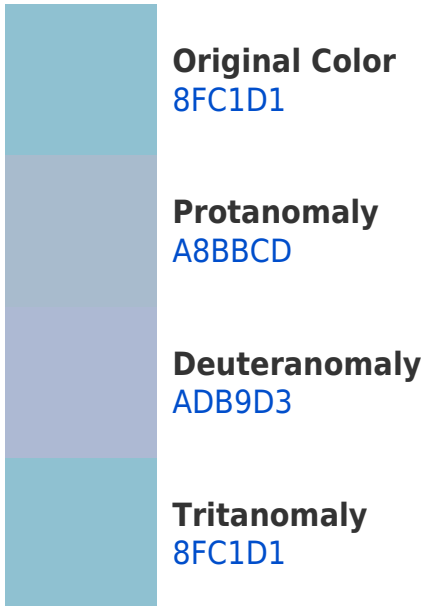 Original Color
8FC1D1
Protanomaly
A8BBCD
Deuteranomaly
ADB9D3
Tritanomaly
8FC1D1